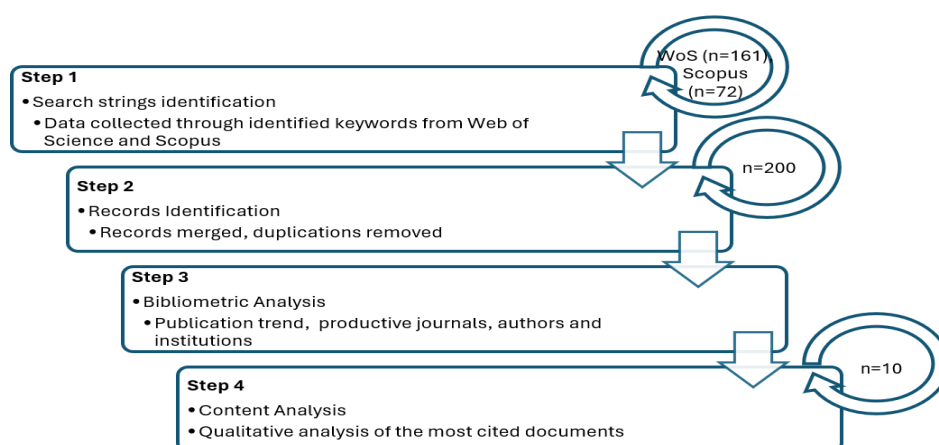 WoS (n=161),
Scopus
(n=72)
Step 1
•Search strings identification
•Data collected through identified keywords from Web of
Science and Scopus
n=200
Step 2
•Records Identification
•Records merged, duplications removed
Step 3
•Bibliometric Analysis
•Publication trend, productive journals, authors and
institutions
n=10
Step 4
•Content Analysis
•Qualitative analysis of the most cited documents